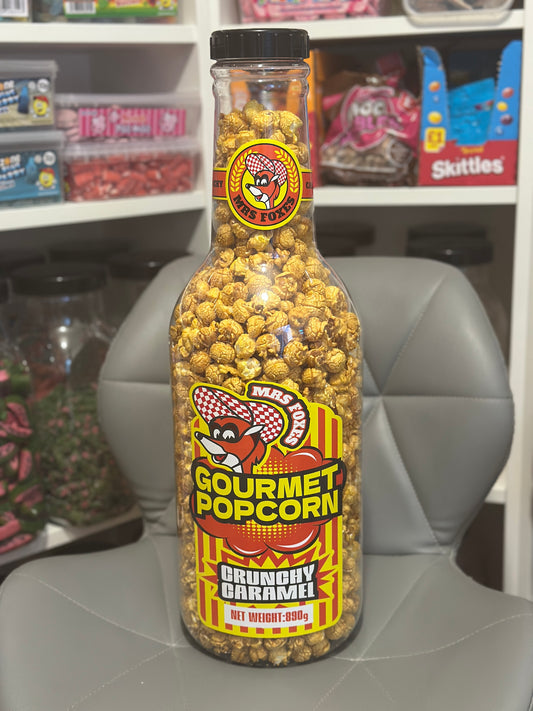 MRS FOXES
MRS FOXES
GOURMET
POPCORN
CRUNCHY
CARAMEL
NET WEIGHT:890g
Skittles